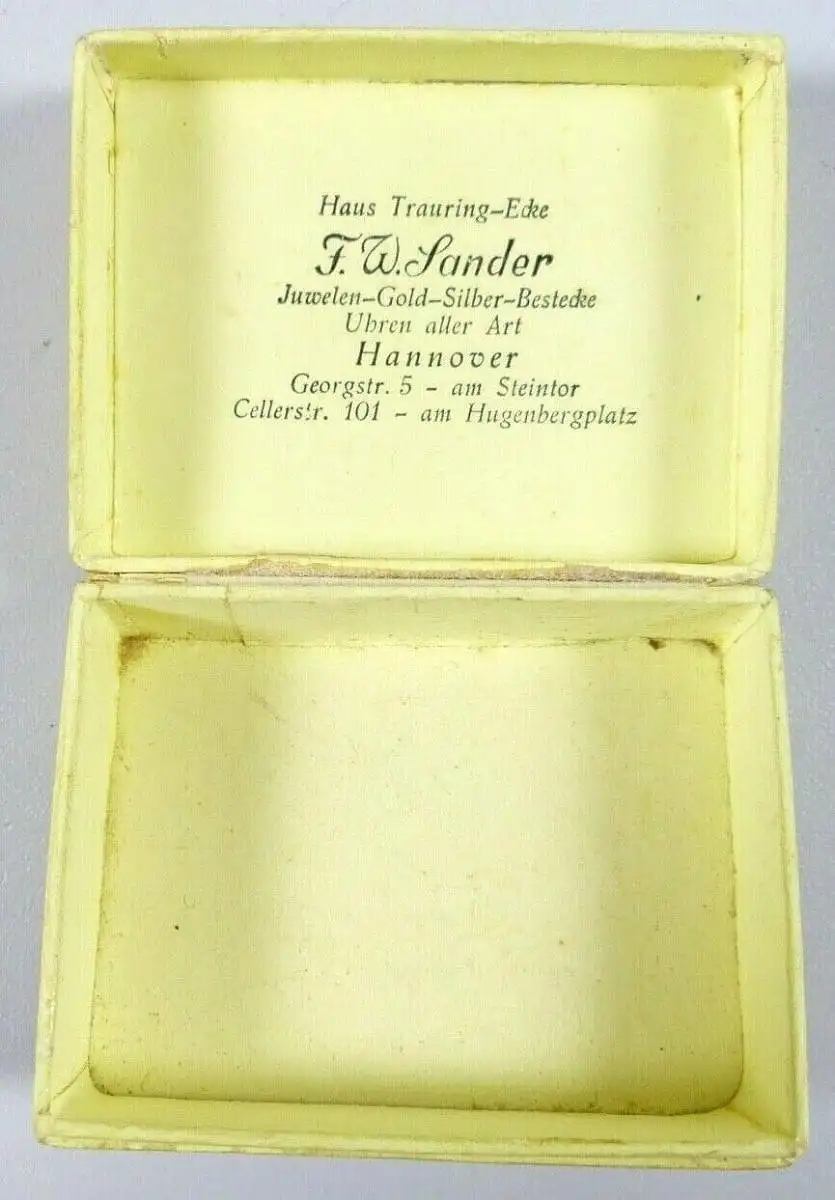 Haus Trauring-Ecke
F. W. Sander
Juwelen-Gold-Silber-Bestecke
Uhren aller Art
Hannover
Georgstr. 5 - am Steintor
Cellerstr. 101 - am Hugenbergplatz